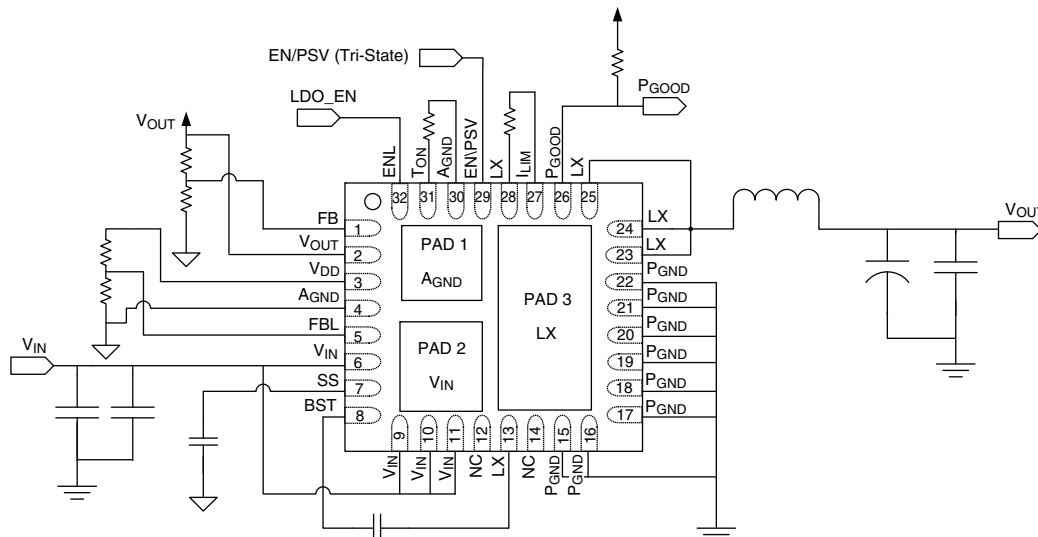 EN/PSV (Tri-State)
LDO_EN
PGOOD
VOUT
ENL
TON
AGND
EN\PSV
LX
ILIM
PGOOD
LX
32
31
30
29
28
27
26
25
FB
1
VOUT
2
VDD
3
AGND
4
FBL
5
VIN
VIN
6
SS
7
BST
8
PAD 1
AGND
PAD 2
VIN
PAD 3
LX
24
LX
23
LX
22
PGND
21
PGND
20
PGND
19
PGND
18
PGND
17
PGND
VOUT
9
10
11
12
13
14
15
16
VIN
VIN
VIN
NC
LX
NC
PGND
PGND